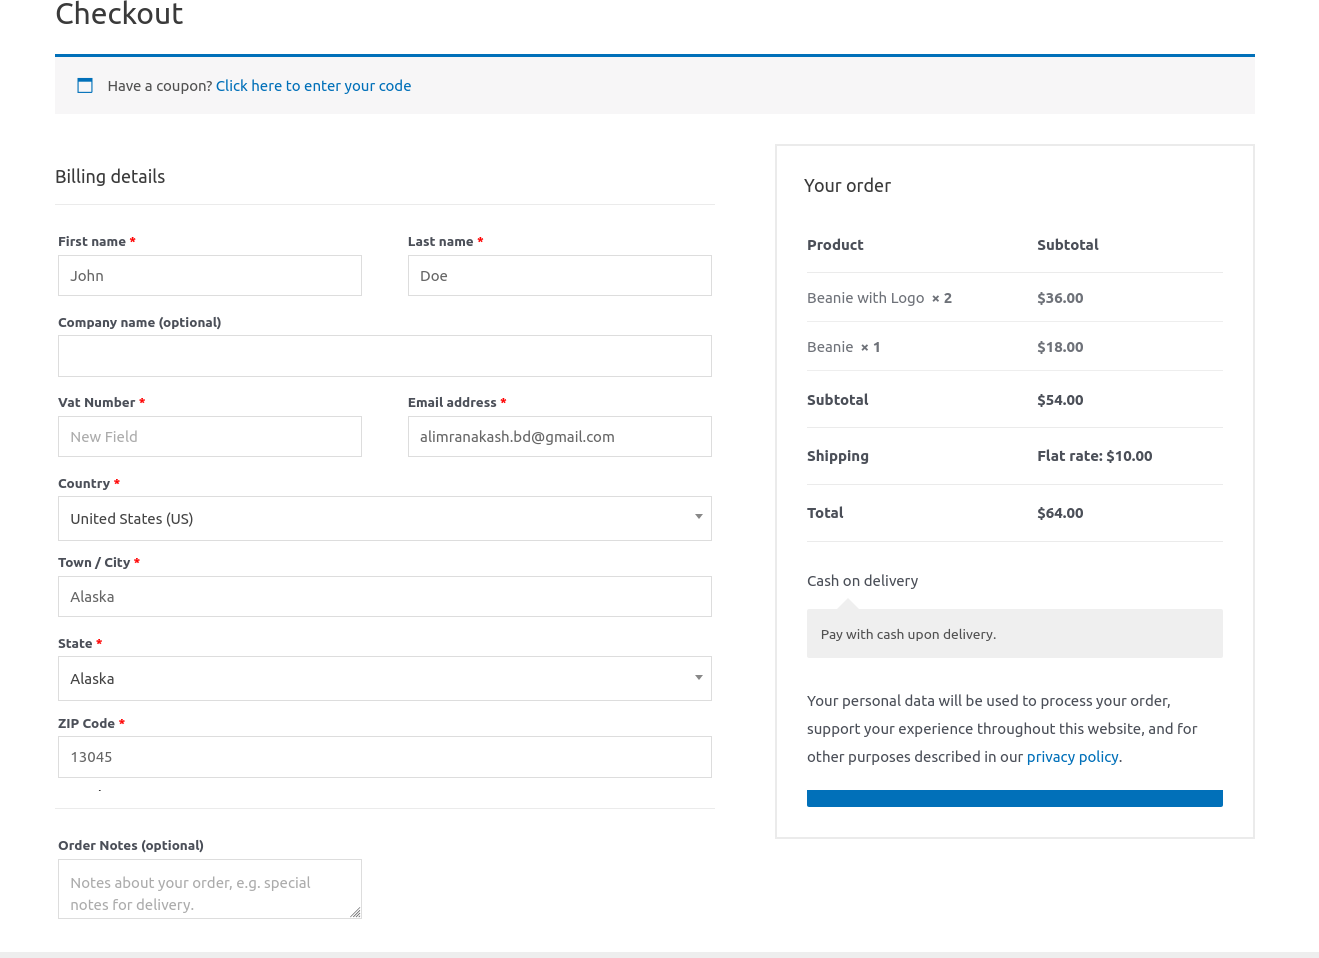 Checkout
Have a coupon? Click here to enter your code
Billing details
First name *
Last name *
John
Doe
Company name (optional)
Vat Number *
Email address *
New Field
alimranakash.bd@gmail.com
Country *
United States (US)
Town / City *
Alaska
State *
Alaska
ZIP Code *
13045
Order Notes (optional)
Notes about your order, e.g. special
notes for delivery.
Your order
Product Subtotal
Beanie with Logo × 2 $36.00
Beanie × 1 $18.00
Subtotal $54.00
Shipping Flat rate: $10.00
Total $64.00
Cash on delivery
Pay with cash upon delivery.
Your personal data will be used to process your order,
support your experience throughout this website, and for
other purposes described in our privacy policy.